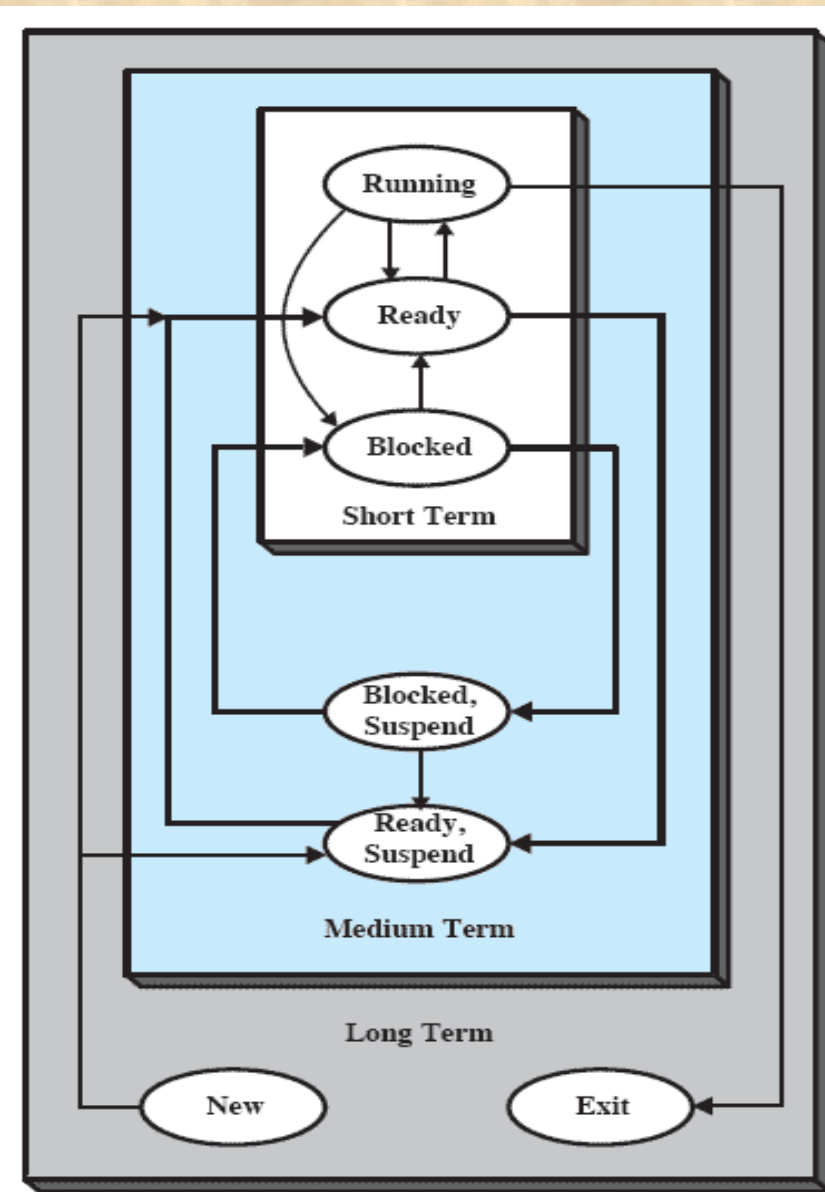 Running
Ready
Blocked
Short Term
Blocked,
Suspend
Ready,
Suspend
Medium Term
Long Term
New
Exit